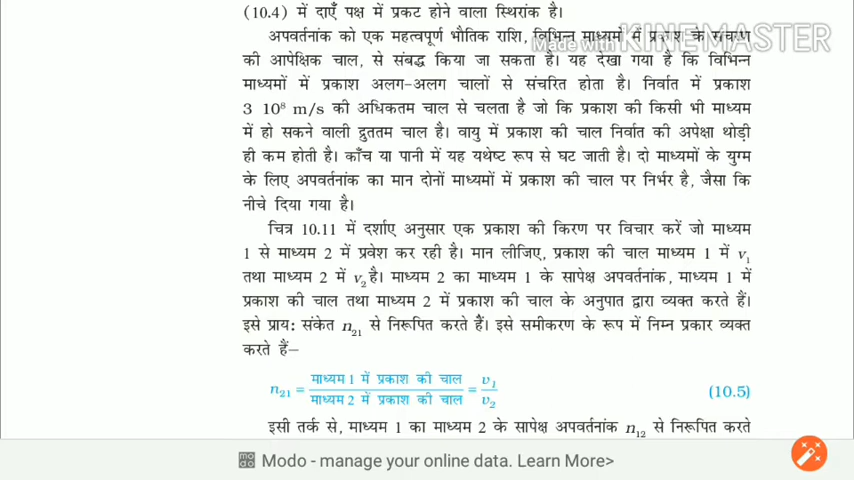 (10.4) में दाएँ पक्ष में प्रकट होने वाला स्थिरांक है।
अपवर्तनांक को एक महत्वपूर्ण भौतिक राशि, विभिन्न माध्यमों में प्रकाश के संचरण
Made with KINEMASTER
की आपेक्षिक चाल, से संबद्ध किया जा सकता है। यह देखा गया है कि विभिन्न
माध्यमों में प्रकाश अलग-अलग चालों से संचरित होता है। निर्वात में प्रकाश
3 10⁸ m/s की अधिकतम चाल से चलता है जो कि प्रकाश की किसी भी माध्यम
में हो सकने वाली द्रुततम चाल है। वायु में प्रकाश की चाल निर्वात की अपेक्षा थोड़ी
ही कम होती है। काँच या पानी में यह यथेष्ट रूप से घट जाती है। दो माध्यमों के युग्म
के लिए अपवर्तनांक का मान दोनों माध्यमों में प्रकाश की चाल पर निर्भर है, जैसा कि
नीचे दिया गया है।
चित्र 10.11 में दर्शाए अनुसार एक प्रकाश की किरण पर विचार करें जो माध्यम
1 से माध्यम 2 में प्रवेश कर रही है। मान लीजिए, प्रकाश की चाल माध्यम 1 में v₁
तथा माध्यम 2 में v₂ है। माध्यम 2 का माध्यम 1 के सापेक्ष अपवर्तनांक, माध्यम 1 में
प्रकाश की चाल तथा माध्यम 2 में प्रकाश की चाल के अनुपात द्वारा व्यक्त करते हैं।
इसे प्राय: संकेत n₂₁ से निरूपित करते हैं। इसे समीकरण के रूप में निम्न प्रकार व्यक्त
करते हैं–
n₂₁ = माध्यम 1 में प्रकाश की चाल / माध्यम 2 में प्रकाश की चाल = v₁ / v₂ (10.5)
इसी तर्क से, माध्यम 1 का माध्यम 2 के सापेक्ष अपवर्तनांक n₁₂ से निरूपित करते
Modo - manage your online data. Learn More>